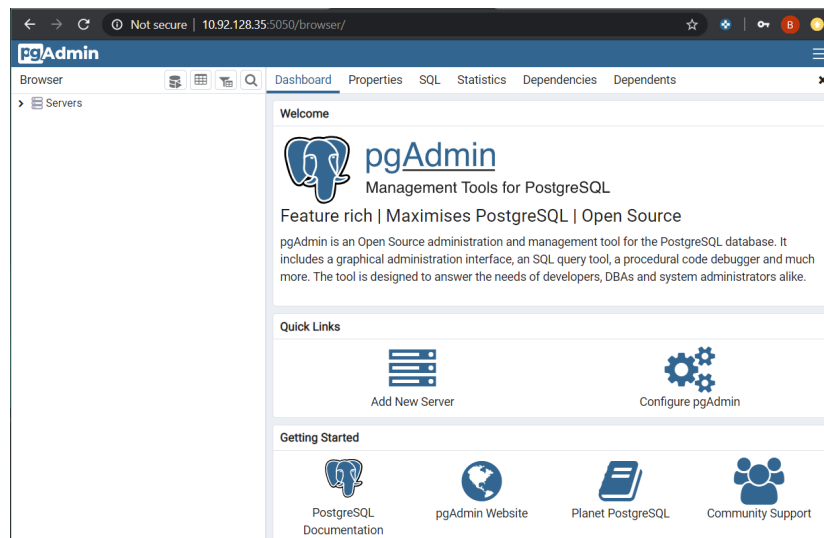 Not secure | 10.92.128.35:5050/browser/
B
pgAdmin
Browser
Dashboard Properties SQL Statistics Dependencies Dependents
Servers
Welcome
pgAdmin
Management Tools for PostgreSQL
Feature rich | Maximises PostgreSQL | Open Source
pgAdmin is an Open Source administration and management tool for the PostgreSQL database. It
includes a graphical administration interface, an SQL query tool, a procedural code debugger and much
more. The tool is designed to answer the needs of developers, DBAs and system administrators alike.
Quick Links
Add New Server Configure pgAdmin
Getting Started
PostgreSQL
Documentation
pgAdmin Website
Planet PostgreSQL
Community Support